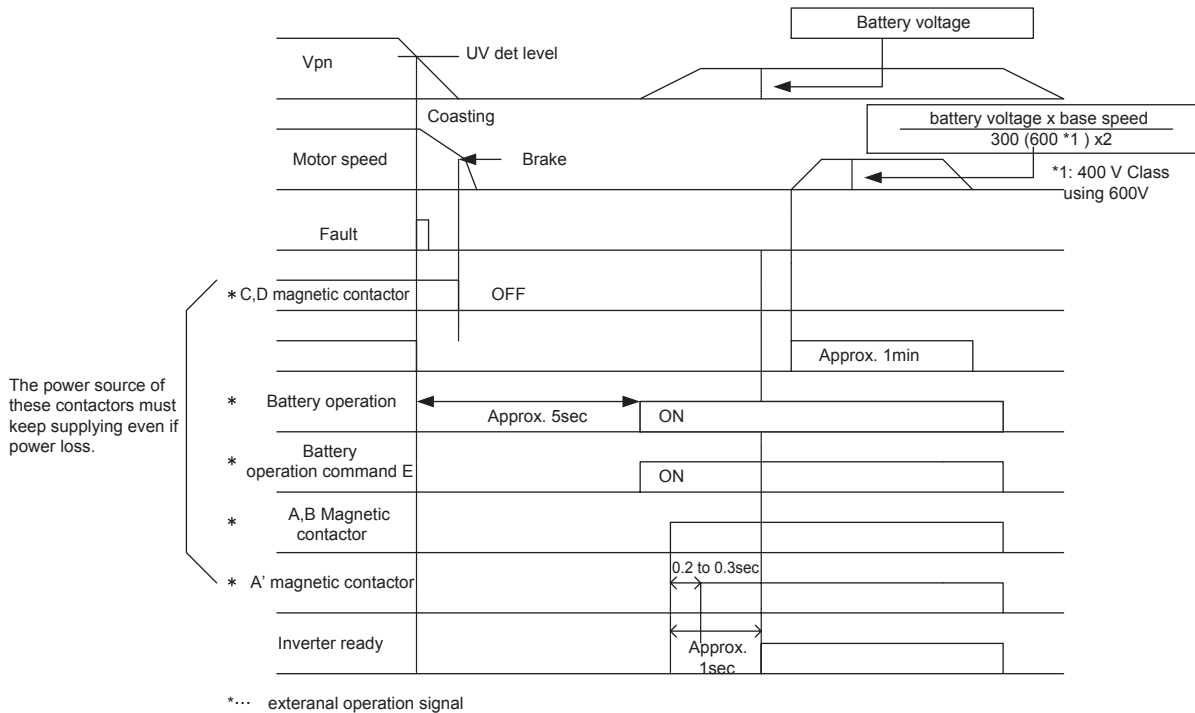 Battery voltage
Vpn
UV det level
Coasting
battery voltage x base speed
300 (600 *1 ) x2
Motor speed
Brake
*1: 400 V Class
using 600V
Fault
* C,D magnetic contactor
OFF
Approx. 1min
The power source of
these contactors must
keep supplying even if
power loss.
* Battery operation
Approx. 5sec
ON
* Battery
operation command E
ON
* A,B Magnetic
contactor
0.2 to 0.3sec
* A' magnetic contactor
Inverter ready
Approx.
1sec
*··· exteranal operation signal